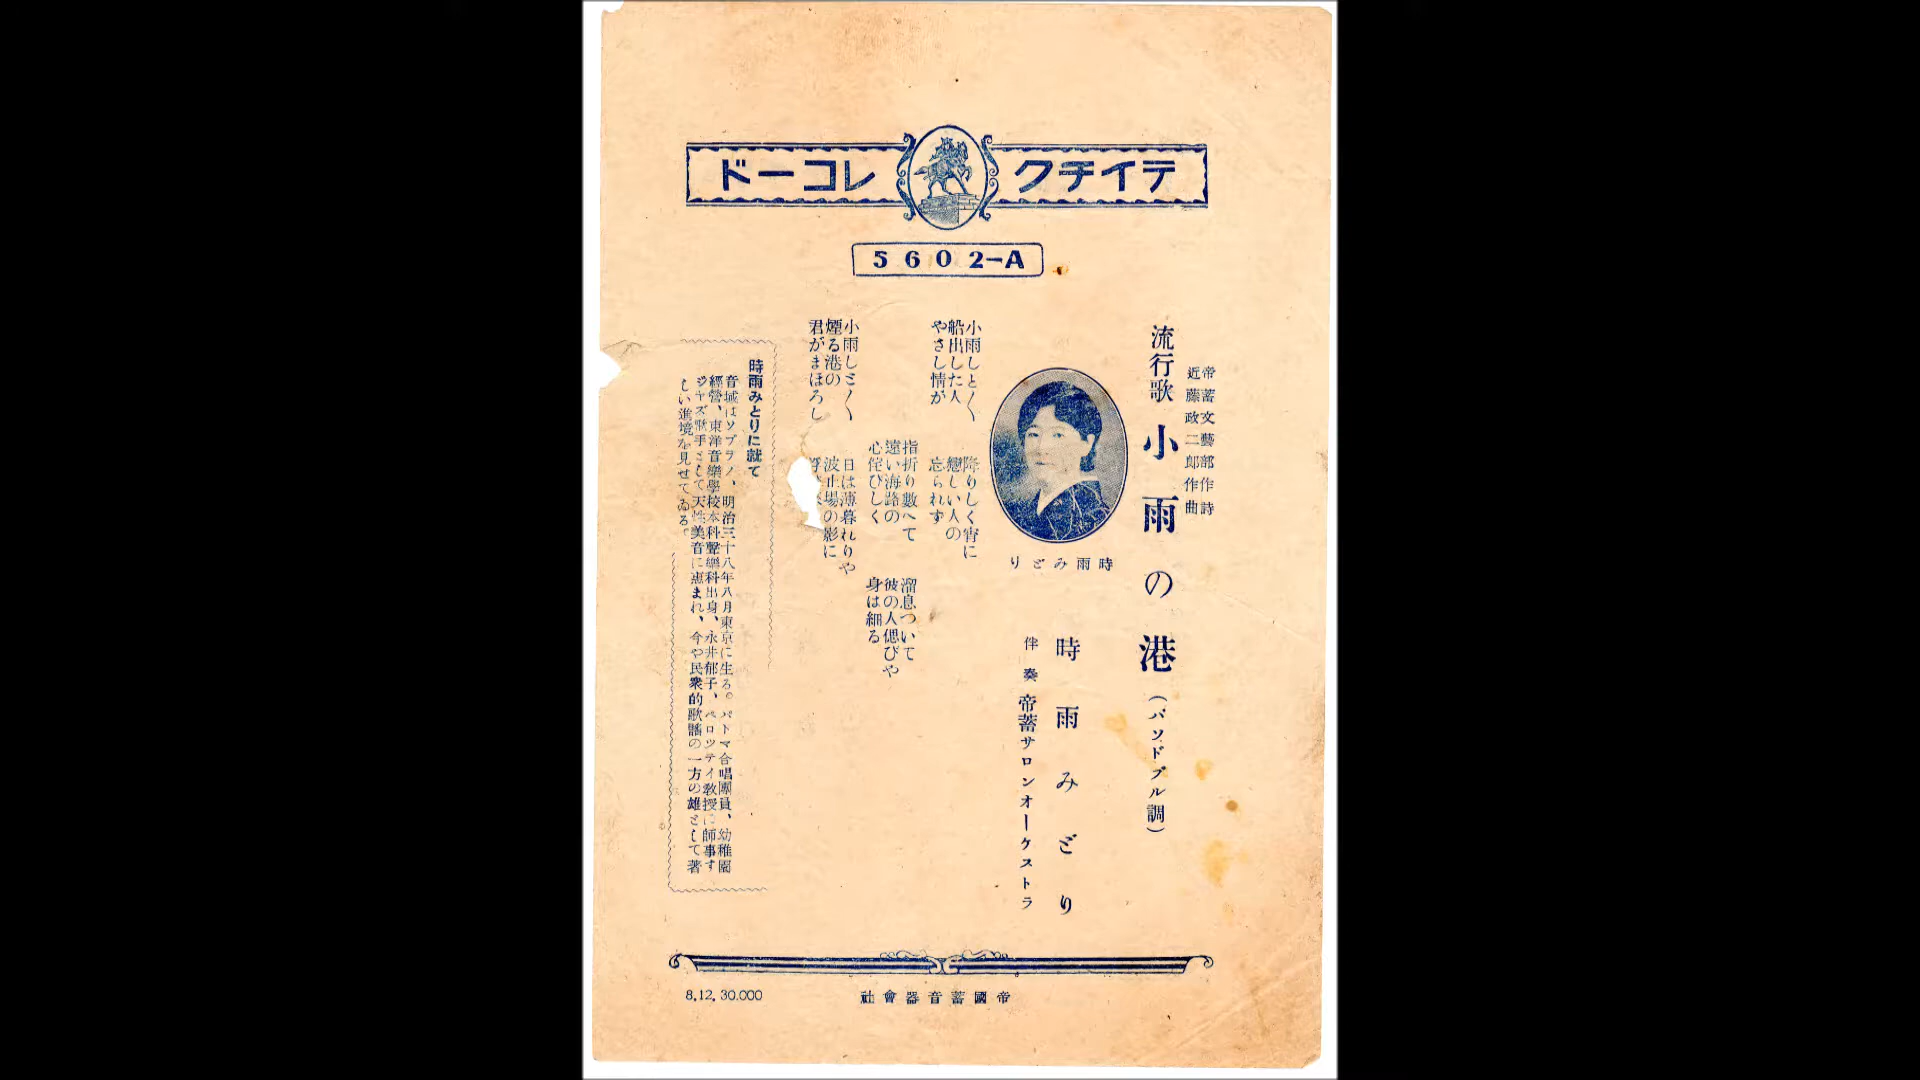 テイチクレコード
5602-A
帝蓄文藝部作詩
近藤政二郎作曲
流行歌 小雨の港 (パソドブル調)
時雨みどり
時雨みどり
伴奏 帝蓄サロンオーケストラ
小雨しと〱
船出した人
やさし情が
降りしく宵に
戀しい人の
忘られず
指折り數へて
遠い海路の
心侘びしく
溜息ついて
彼の人偲びや
身は細る
小雨しと〱
煙る港の
君がまぼろし
日は薄暮れりや
波止場の影に
時雨みどりに就て
音域はソプラノ、明治三十八年八月東京に生る。パトマ合唱團員、幼稚園
經營、東洋音樂學校本科聲樂科出身、永井郁子、ペロツテイ敎授に師事す
ジヤズ歌手として天性美音に惠まれ、今や民衆的歌謠の一方の雄として著
しい進境を見せてゐる。
帝國蓄音器會社
8.12.30.000